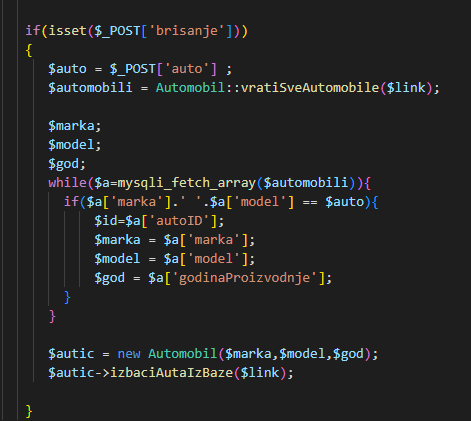 if(isset($_POST['brisanje']))
{
$auto = $_POST['auto'] ;
$automobili = Automobil::vratiSveAutomobile($link);
$marka;
$model;
$god;
while($a=mysqli_fetch_array($automobili)){
if($a['marka'].' '.$a['model'] == $auto){
$id=$a['autoID'];
$marka = $a['marka'];
$model = $a['model'];
$god = $a['godinaProizvodnje'];
}
}
$autic = new Automobil($marka,$model,$god);
$autic->izbaciAutaIzBaze($link);
}